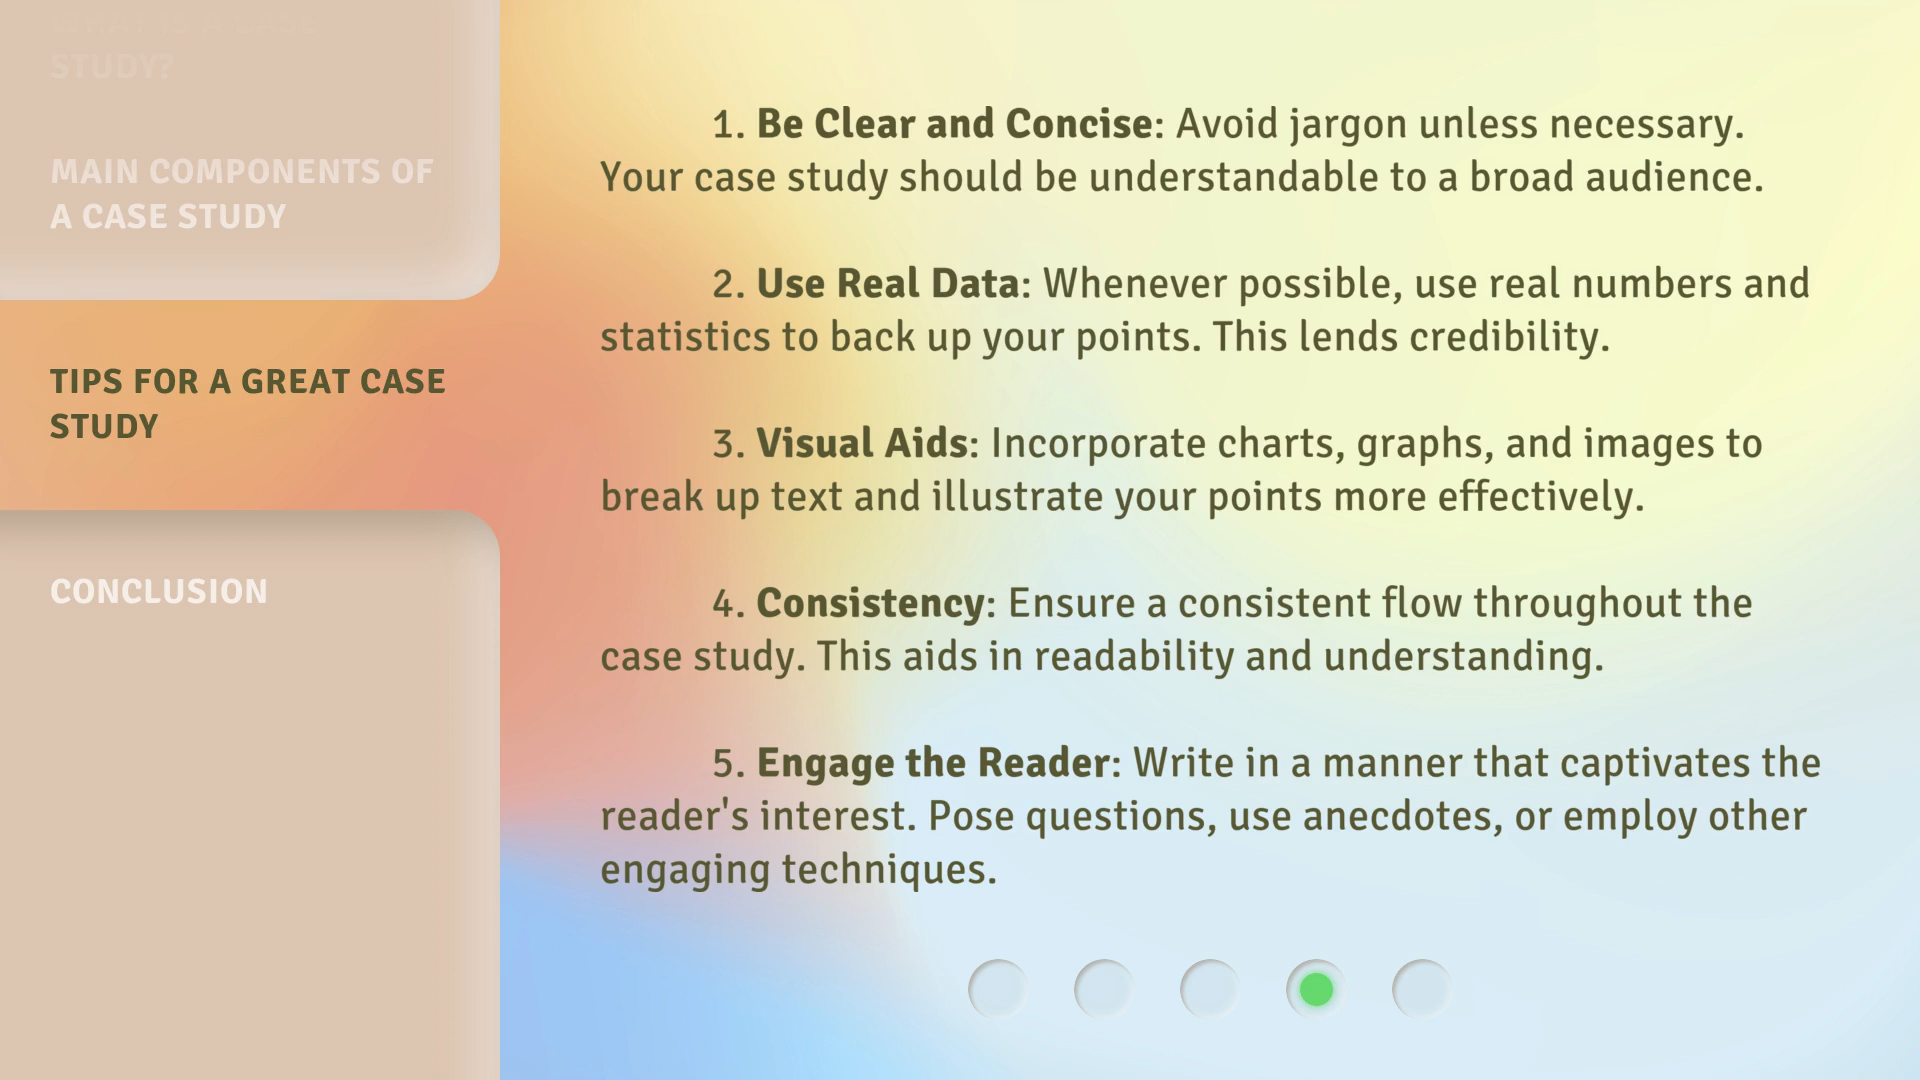 WHAT IS A CASE
STUDY?
MAIN COMPONENTS OF
A CASE STUDY
TIPS FOR A GREAT CASE
STUDY
CONCLUSION
1. Be Clear and Concise: Avoid jargon unless necessary.
Your case study should be understandable to a broad audience.
2. Use Real Data: Whenever possible, use real numbers and
statistics to back up your points. This lends credibility.
3. Visual Aids: Incorporate charts, graphs, and images to
break up text and illustrate your points more effectively.
4. Consistency: Ensure a consistent flow throughout the
case study. This aids in readability and understanding.
5. Engage the Reader: Write in a manner that captivates the
reader's interest. Pose questions, use anecdotes, or employ other
engaging techniques.